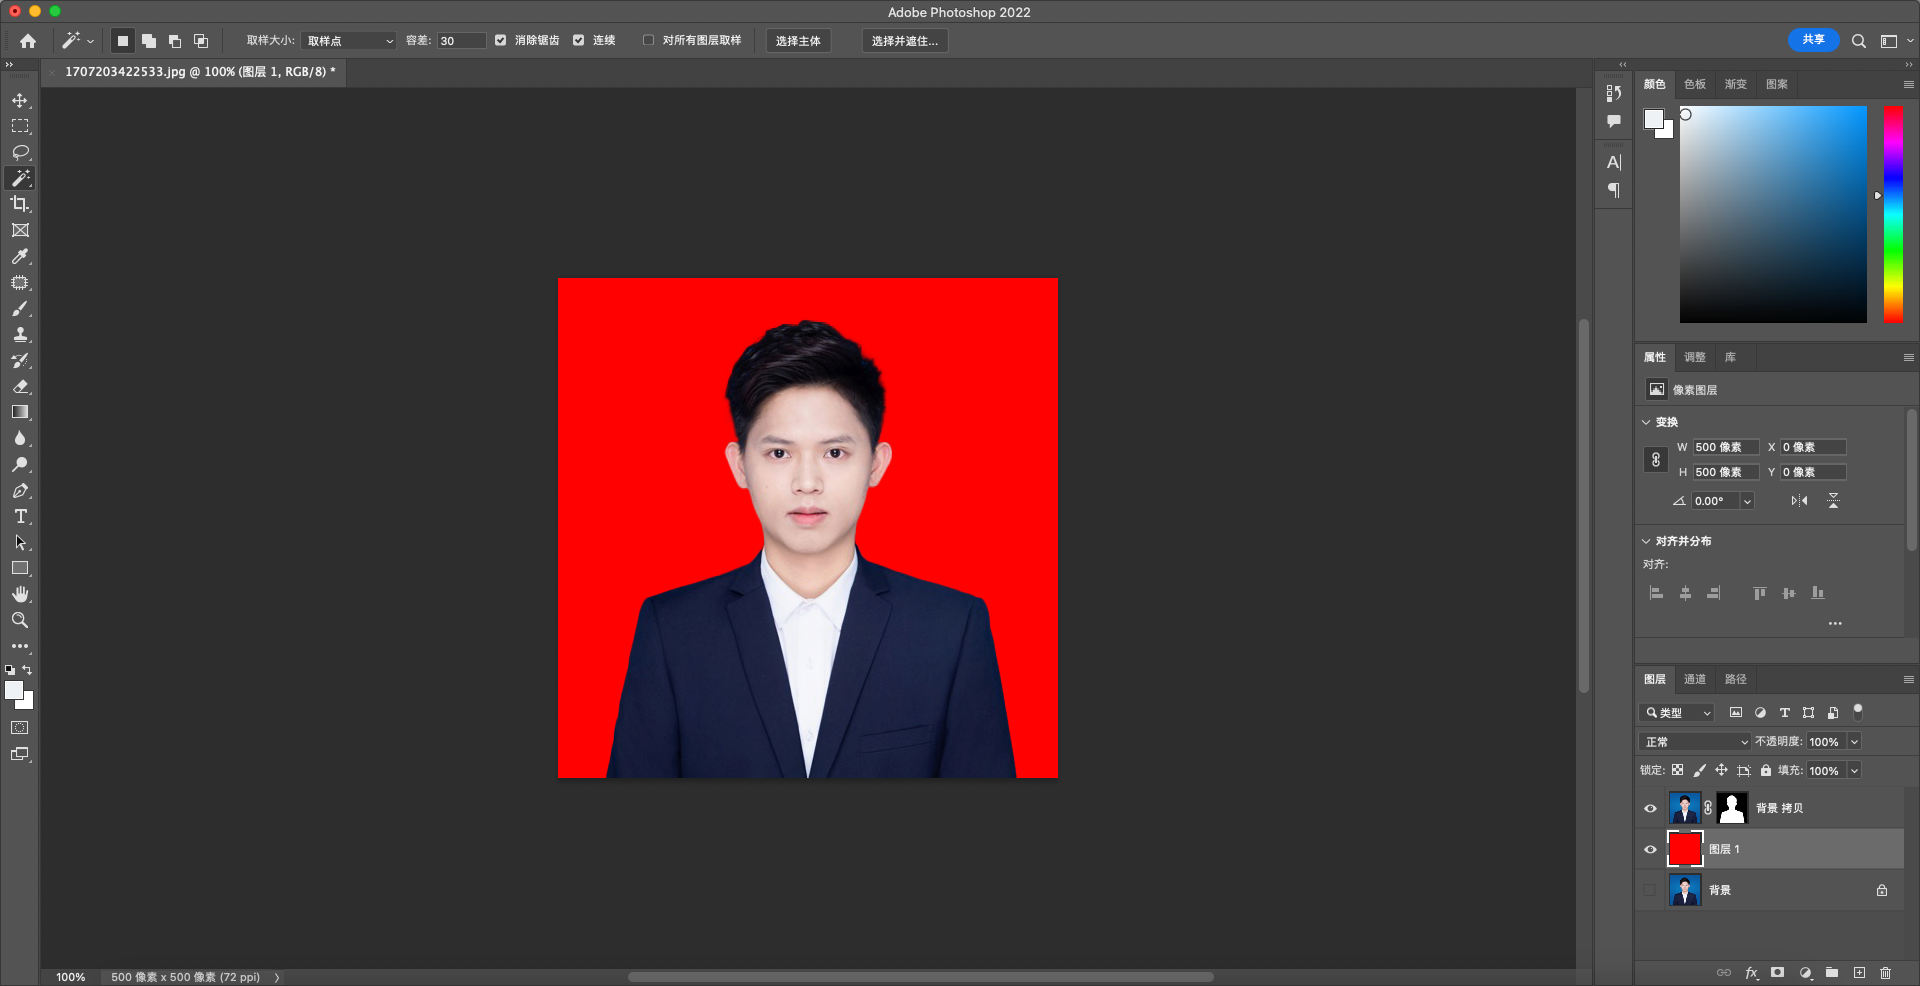 Adobe Photoshop 2022
取样大小: 取样点 容差: 30 消除锯齿 连续 对所有图层取样 选择主体 选择并遮住... 共享
1707203422533.jpg @ 100% (图层 1, RGB/8) *
颜色 色板 渐变 图案
属性 调整 库
像素图层
变换
W 500 像素 X 0 像素
H 500 像素 Y 0 像素
0.00°
对齐并分布
对齐:
图层 通道 路径
类型
正常 不透明度: 100%
锁定: 填充: 100%
背景 拷贝
图层 1
背景
fx
100% 500 像素 x 500 像素 (72 ppi)